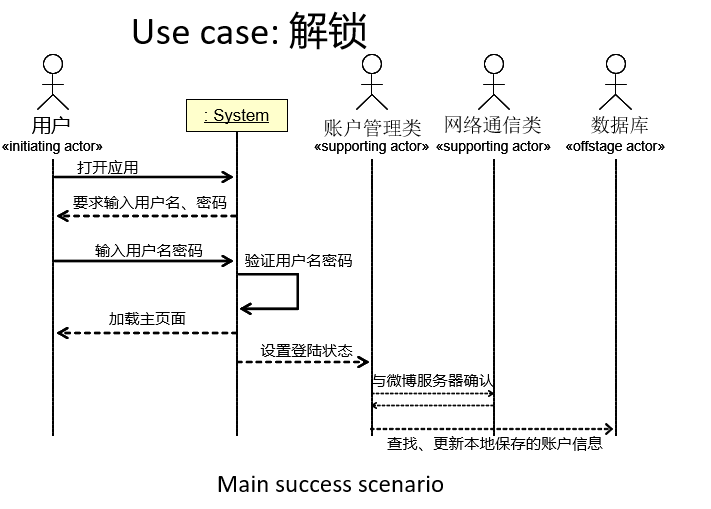 Use case: 解锁
用户
«initiating actor»
: System
账户管理类
«supporting actor»
网络通信类
«supporting actor»
数据库
«offstage actor»
打开应用
要求输入用户名、密码
输入用户名密码
验证用户名密码
加载主页面
设置登陆状态
与微博服务器确认
查找、更新本地保存的账户信息
Main success scenario